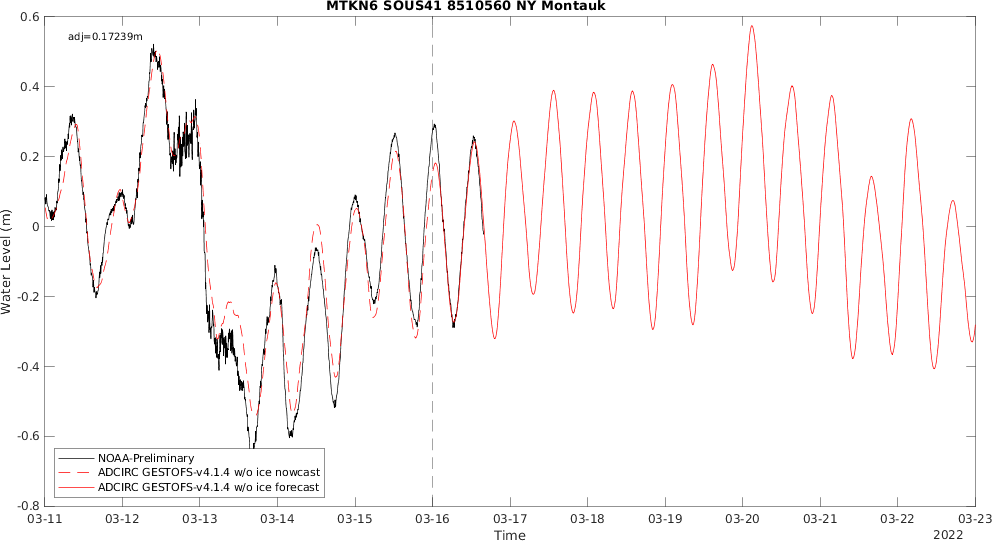 MTKN6 SOUS41 8510560 NY Montauk
adj=0.17239m
0.6
0.4
0.2
0
-0.2
-0.4
-0.6
-0.8
Water Level (m)
NOAA-Preliminary
ADCIRC GESTOFS-v4.1.4 w/o ice nowcast
ADCIRC GESTOFS-v4.1.4 w/o ice forecast
03-11 03-12 03-13 03-14 03-15 03-16 03-17 03-18 03-19 03-20 03-21 03-22 03-23
Time
2022